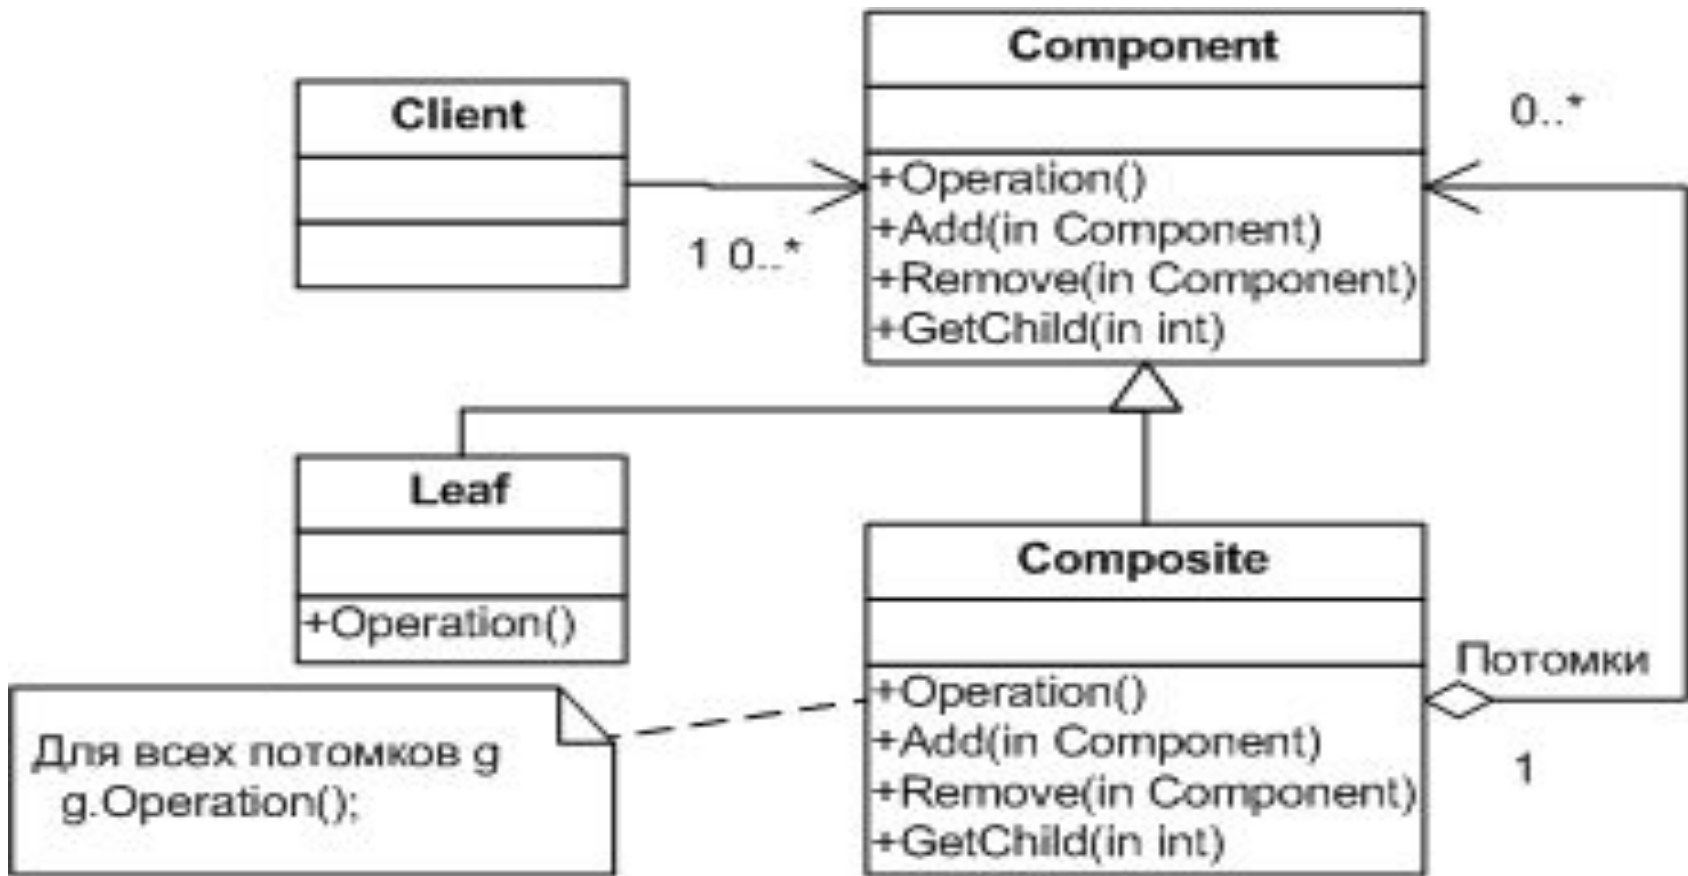 Client
1 0..*
Component
+Operation()
+Add(in Component)
+Remove(in Component)
+GetChild(in int)
0..*
Leaf
+Operation()
Composite
+Operation()
+Add(in Component)
+Remove(in Component)
+GetChild(in int)
Потомки
1
Для всех потомков g
g.Operation();